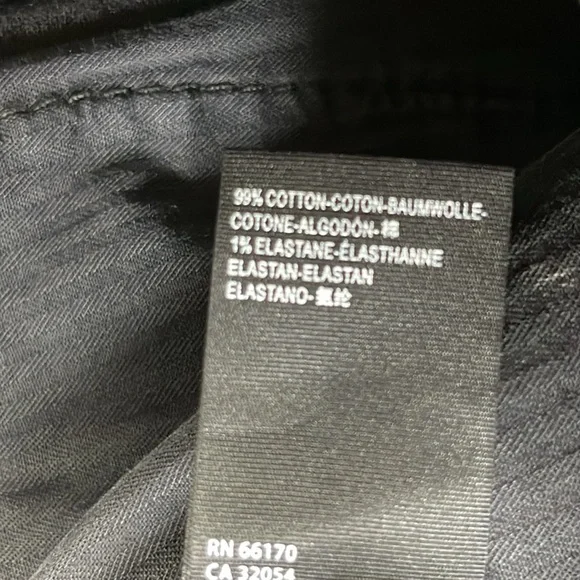 99% COTTON-COTON-BAUMWOLLE-
COTONE-ALGODÓN-棉
1% ELASTANE-ÉLASTHANNE
ELASTAN-ELASTAN
ELASTANO-氨纶
RN 66170
CA 32054